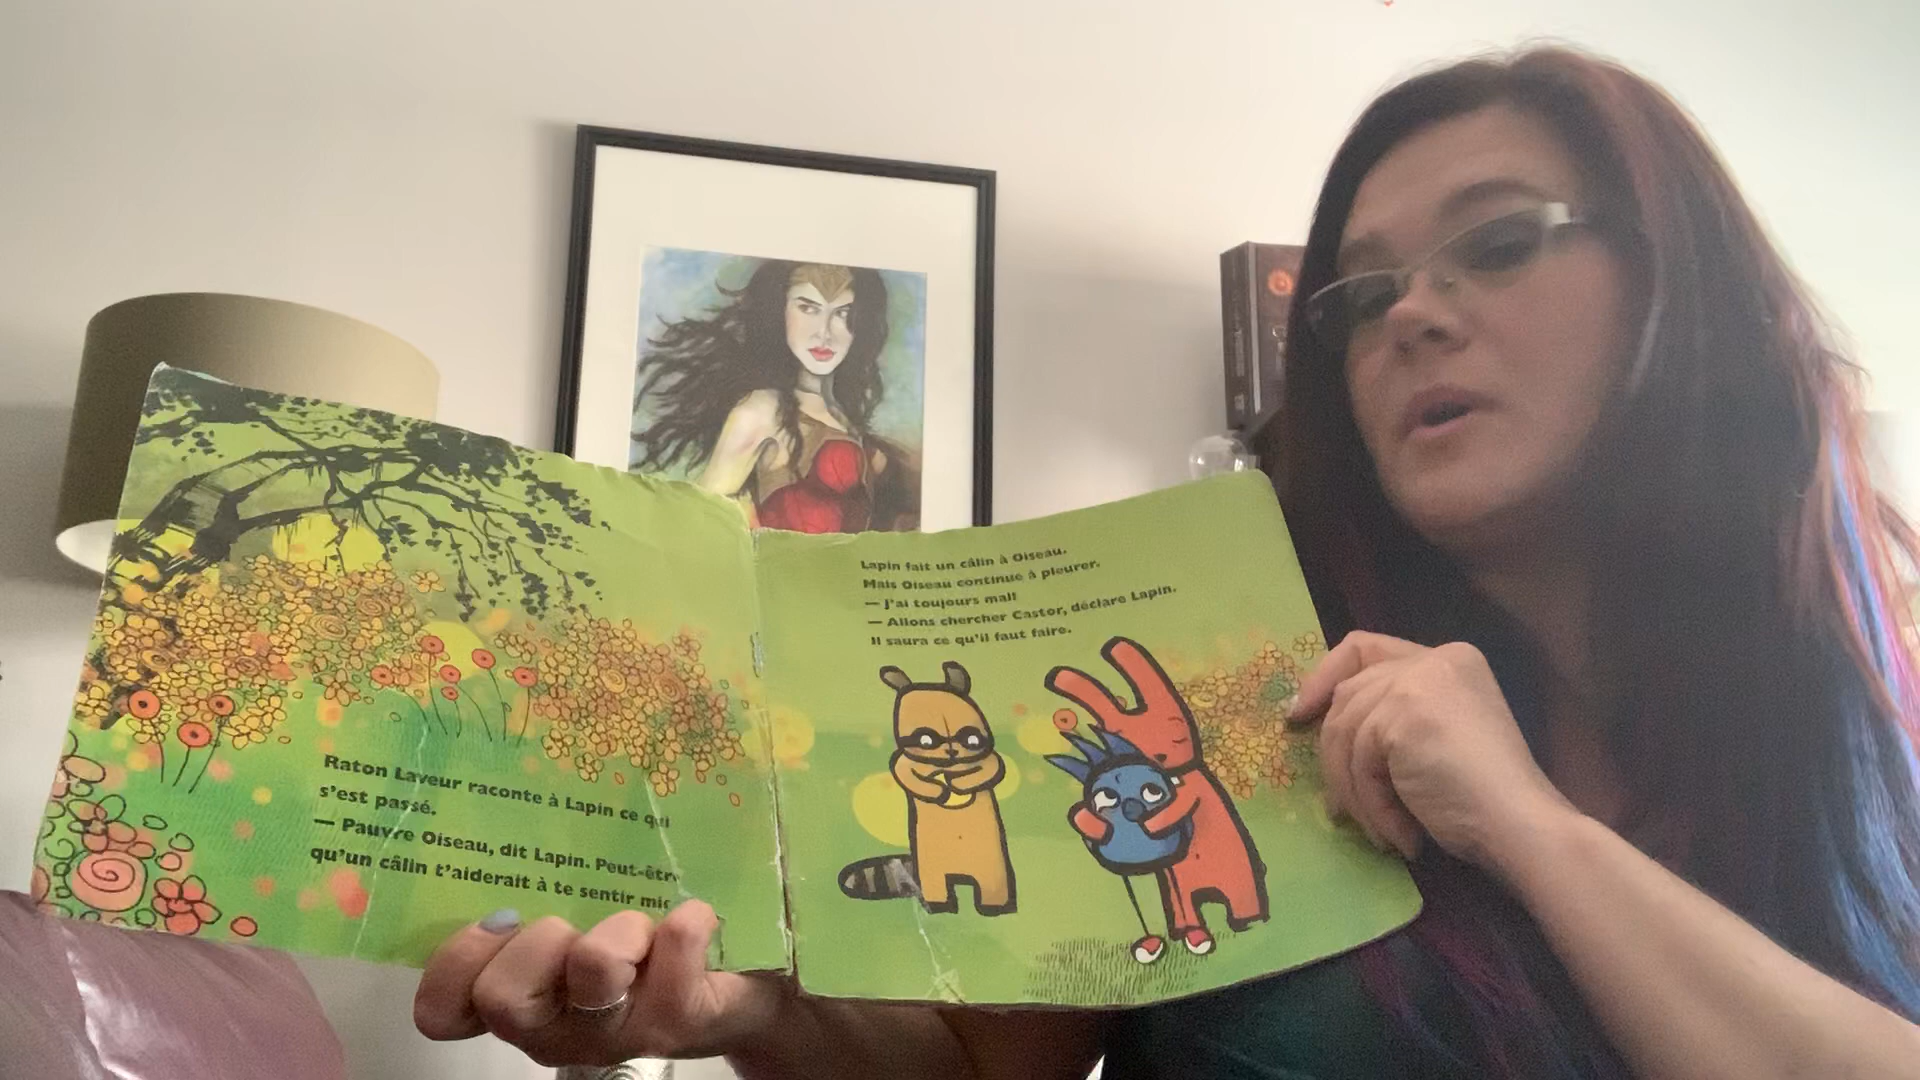 Raton Laveur raconte à Lapin ce qui
s'est passé.
— Pauvre Oiseau, dit Lapin. Peut-êtr
qu'un câlin t'aiderait à te sentir mie
Lapin fait un câlin à Oiseau.
Mais Oiseau continue à pleurer.
— J'ai toujours mal!
— Allons chercher Castor, déclare Lapin.
Il saura ce qu'il faut faire.